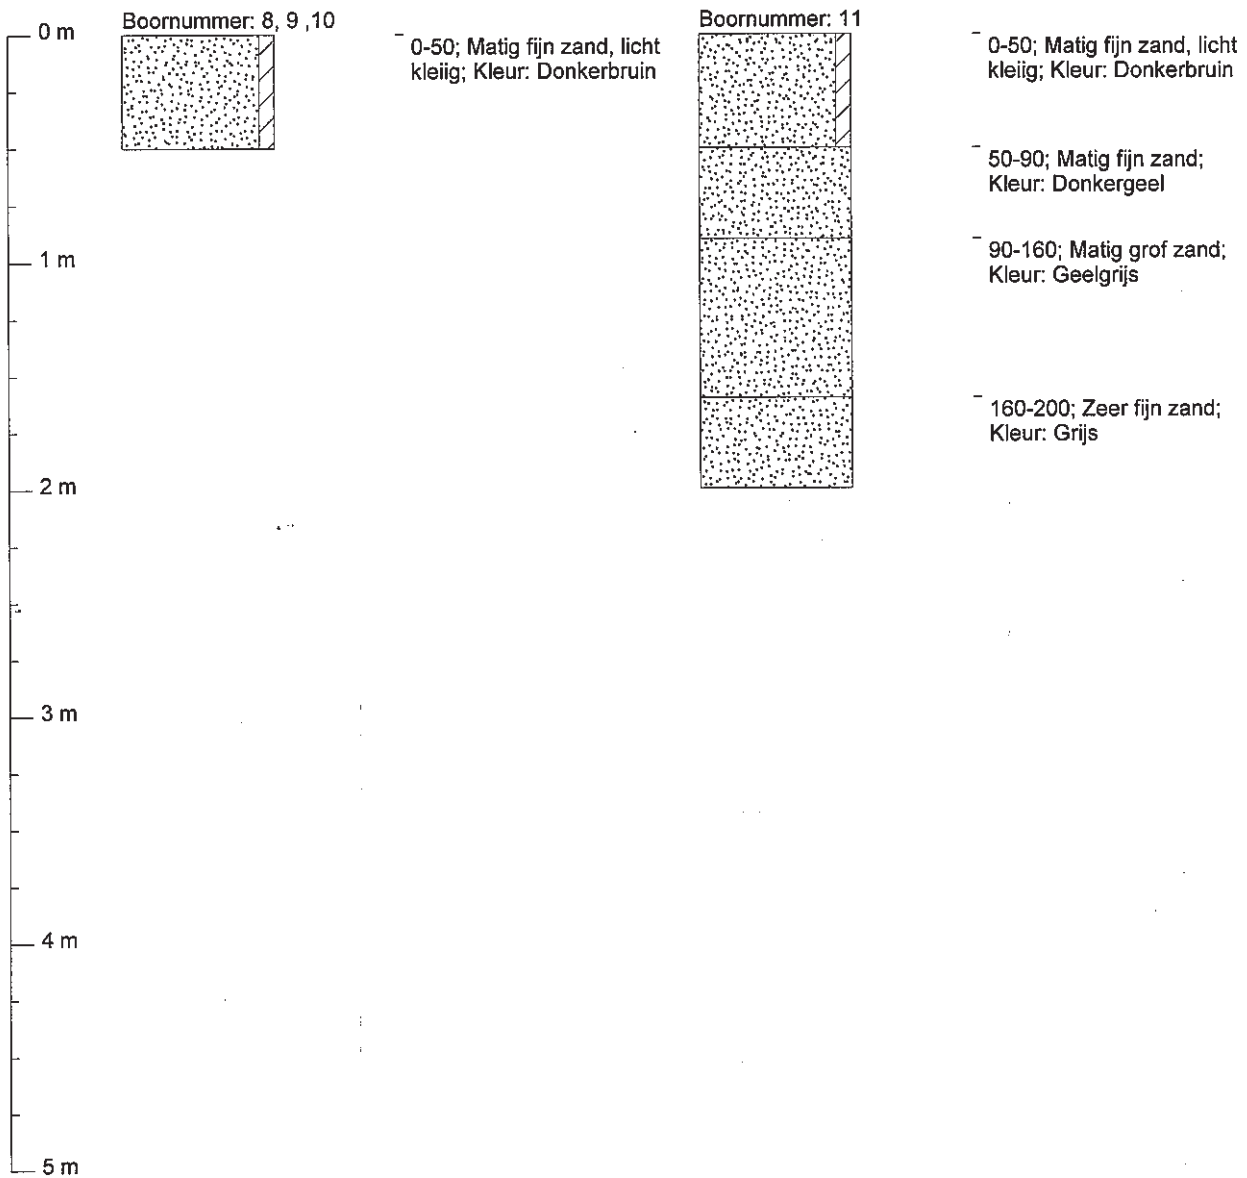 Boornummer: 8, 9 ,10
0-50; Matig fijn zand, licht
kleiig; Kleur: Donkerbruin
Boornummer: 11
0-50; Matig fijn zand, licht
kleiig; Kleur: Donkerbruin
50-90; Matig fijn zand;
Kleur: Donkergeel
90-160; Matig grof zand;
Kleur: Geelgrijs
160-200; Zeer fijn zand;
Kleur: Grijs
0 m
1 m
2 m
3 m
4 m
5 m